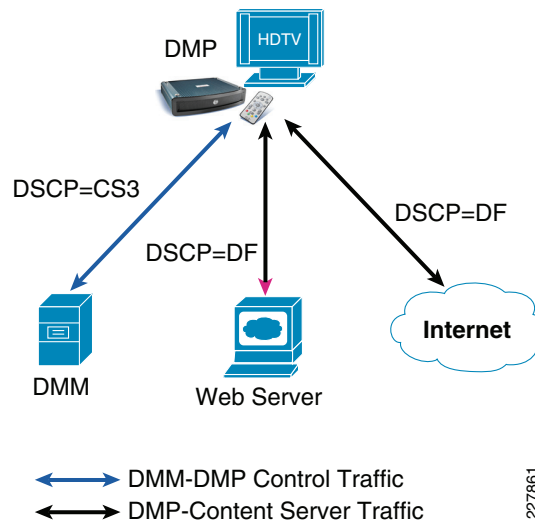 HDTV
DMP
DSCP=CS3
DSCP=DF
DSCP=DF
Internet
DMM
Web Server
DMM-DMP Control Traffic
DMP-Content Server Traffic
227861